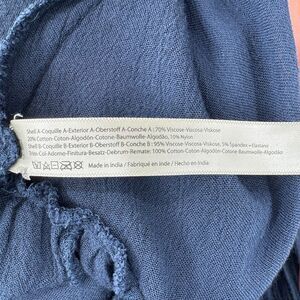 Shell A-Coquille A-Exterior A-Oberstoff A-Conche A : 70% Viscose-Viscosa-Viskose
20% Cotton-Coton-Algodón-Cotone-Baumwolle-Algodão, 10% Nylon
Shell B-Coquille B-Exterior B-Oberstoff B-Conche B : 95% Viscose-Viscosa-Viskose, 5% Spandex • Elastane
Trim-Col-Adorno-Finitura-Besatz-Debrum-Remate: 100% Cotton-Coton-Algodón-Cotone Baumwolle-Algodão
Made in India / Fabriqué en Inde / Hecho en India